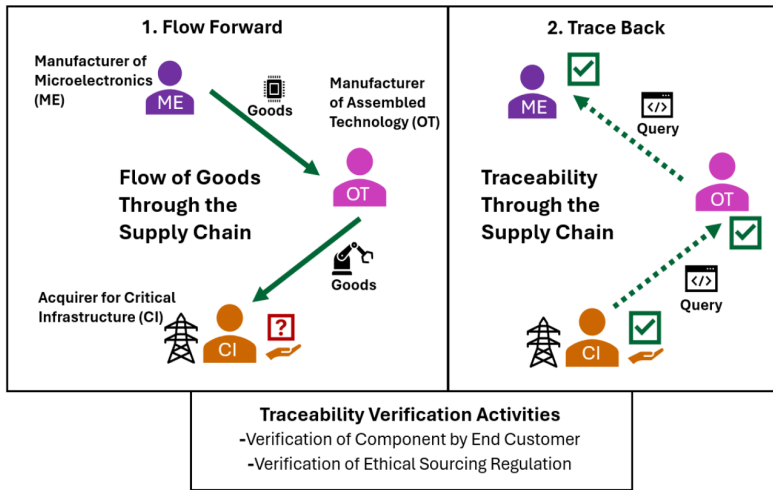 1. Flow Forward
Manufacturer of
Microelectronics
(ME)
ME
Goods
Manufacturer
of Assembled
Technology (OT)
OT
Flow of Goods
Through the
Supply Chain
Goods
Acquirer for Critical
Infrastructure (CI)
CI
?
2. Trace Back
ME
</>
Query
OT
Traceability
Through the
Supply Chain
</>
Query
CI
Traceability Verification Activities
-Verification of Component by End Customer
-Verification of Ethical Sourcing Regulation